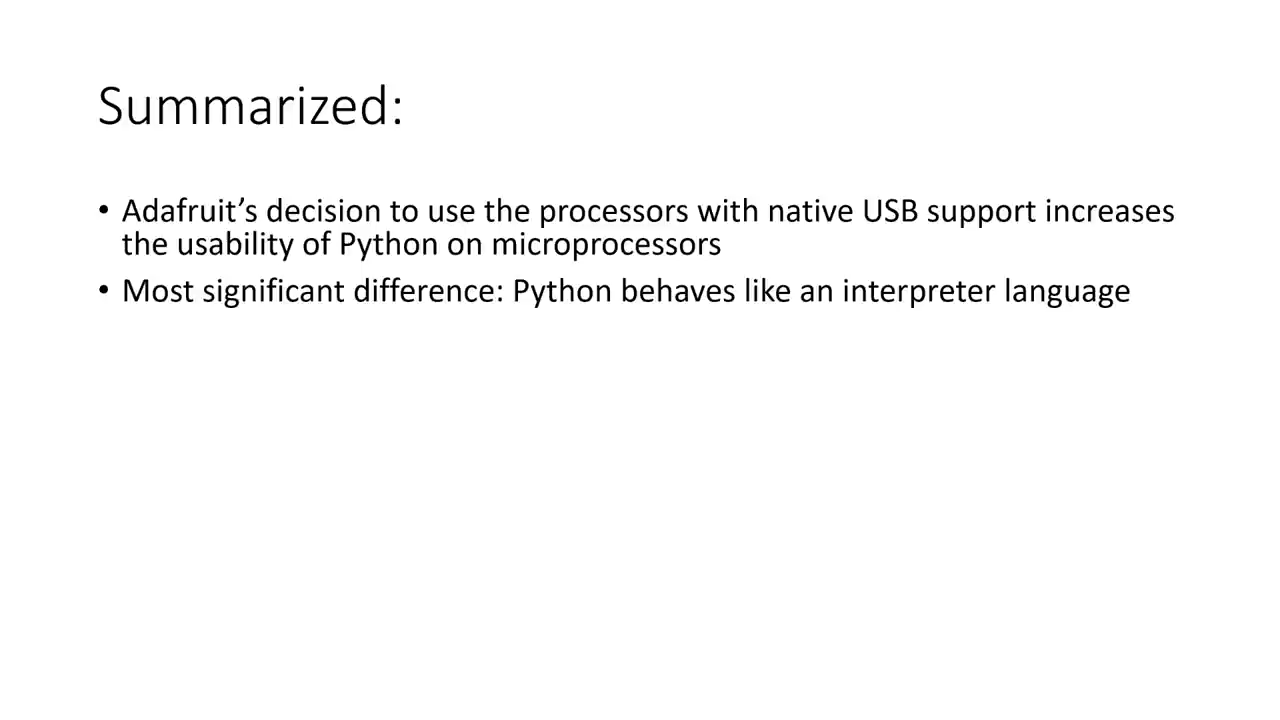 Summarized:
• Adafruit’s decision to use the processors with native USB support increases
the usability of Python on microprocessors
• Most significant difference: Python behaves like an interpreter language